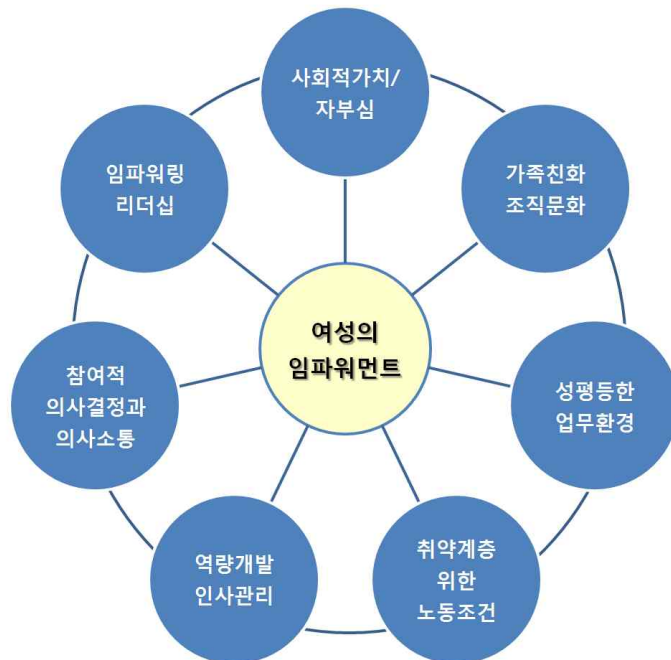 사회적가치/
자부심
가족친화
조직문화
성평등한
업무환경
취약계층
위한
노동조건
역량개발
인사관리
참여적
의사결정과
의사소통
임파워링
리더십
여성의
임파워먼트